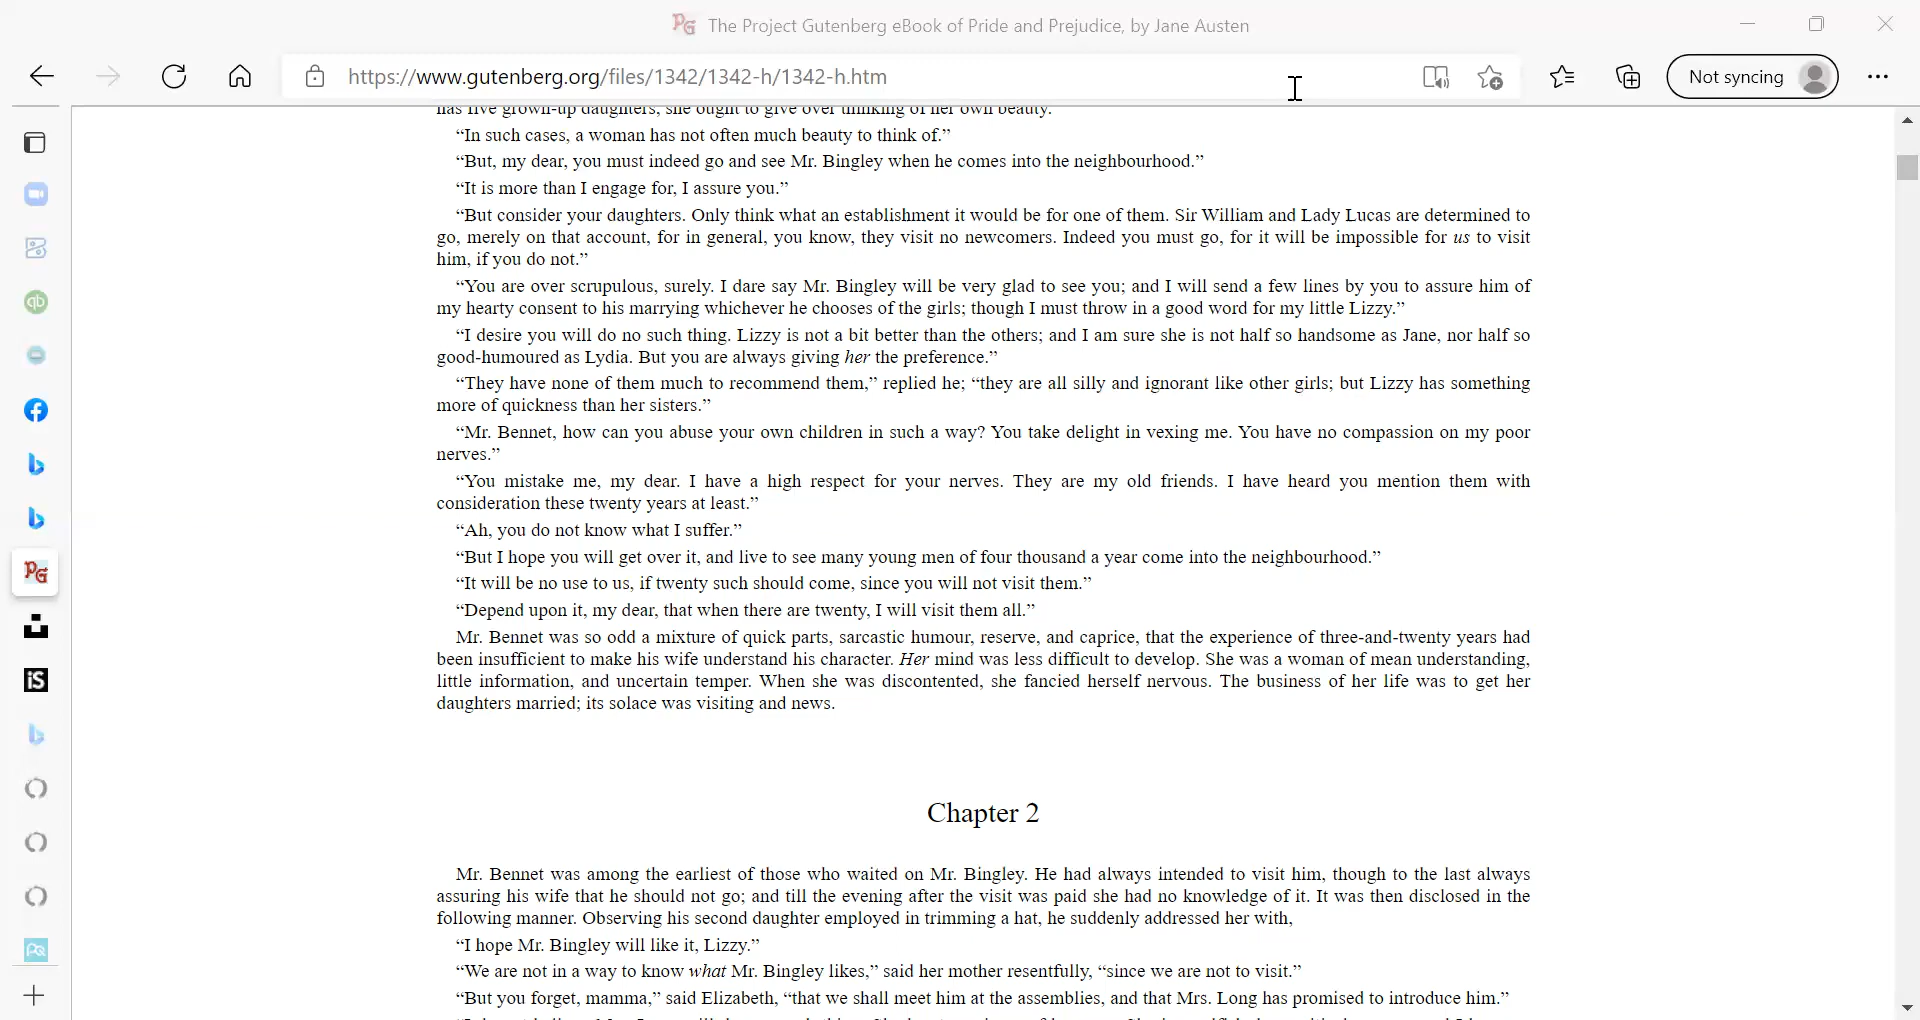 The Project Gutenberg eBook of Pride and Prejudice, by Jane Austen
https://www.gutenberg.org/files/1342/1342-h/1342-h.htm
Not syncing
has five grown-up daughters, she ought to give over thinking of her own beauty.
“In such cases, a woman has not often much beauty to think of.”
“But, my dear, you must indeed go and see Mr. Bingley when he comes into the neighbourhood.”
“It is more than I engage for, I assure you.”
“But consider your daughters. Only think what an establishment it would be for one of them. Sir William and Lady Lucas are determined to
go, merely on that account, for in general, you know, they visit no newcomers. Indeed you must go, for it will be impossible for us to visit
him, if you do not.”
“You are over scrupulous, surely. I dare say Mr. Bingley will be very glad to see you; and I will send a few lines by you to assure him of
my hearty consent to his marrying whichever he chooses of the girls; though I must throw in a good word for my little Lizzy.”
“I desire you will do no such thing. Lizzy is not a bit better than the others; and I am sure she is not half so handsome as Jane, nor half so
good-humoured as Lydia. But you are always giving her the preference.”
“They have none of them much to recommend them,” replied he; “they are all silly and ignorant like other girls; but Lizzy has something
more of quickness than her sisters.”
“Mr. Bennet, how can you abuse your own children in such a way? You take delight in vexing me. You have no compassion on my poor
nerves.”
“You mistake me, my dear. I have a high respect for your nerves. They are my old friends. I have heard you mention them with
consideration these twenty years at least.”
“Ah, you do not know what I suffer.”
“But I hope you will get over it, and live to see many young men of four thousand a year come into the neighbourhood.”
“It will be no use to us, if twenty such should come, since you will not visit them.”
“Depend upon it, my dear, that when there are twenty, I will visit them all.”
Mr. Bennet was so odd a mixture of quick parts, sarcastic humour, reserve, and caprice, that the experience of three-and-twenty years had
been insufficient to make his wife understand his character. Her mind was less difficult to develop. She was a woman of mean understanding,
little information, and uncertain temper. When she was discontented, she fancied herself nervous. The business of her life was to get her
daughters married; its solace was visiting and news.
Chapter 2
Mr. Bennet was among the earliest of those who waited on Mr. Bingley. He had always intended to visit him, though to the last always
assuring his wife that he should not go; and till the evening after the visit was paid she had no knowledge of it. It was then disclosed in the
following manner. Observing his second daughter employed in trimming a hat, he suddenly addressed her with,
“I hope Mr. Bingley will like it, Lizzy.”
“We are not in a way to know what Mr. Bingley likes,” said her mother resentfully, “since we are not to visit.”
“But you forget, mamma,” said Elizabeth, “that we shall meet him at the assemblies, and that Mrs. Long has promised to introduce him.”